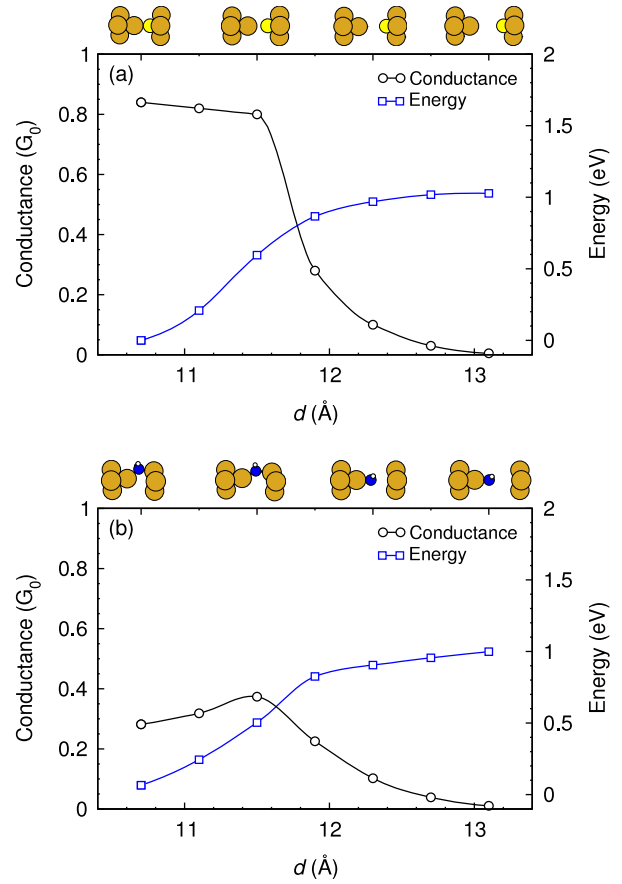 (a)
Conductance
Energy
Conductance (G₀)
Energy (eV)
1
0.8
0.6
0.4
0.2
0
2
1.5
1
0.5
0
11
12
13
d (Å)
(b)
Conductance
Energy
Conductance (G₀)
Energy (eV)
1
0.8
0.6
0.4
0.2
0
2
1.5
1
0.5
0
11
12
13
d (Å)